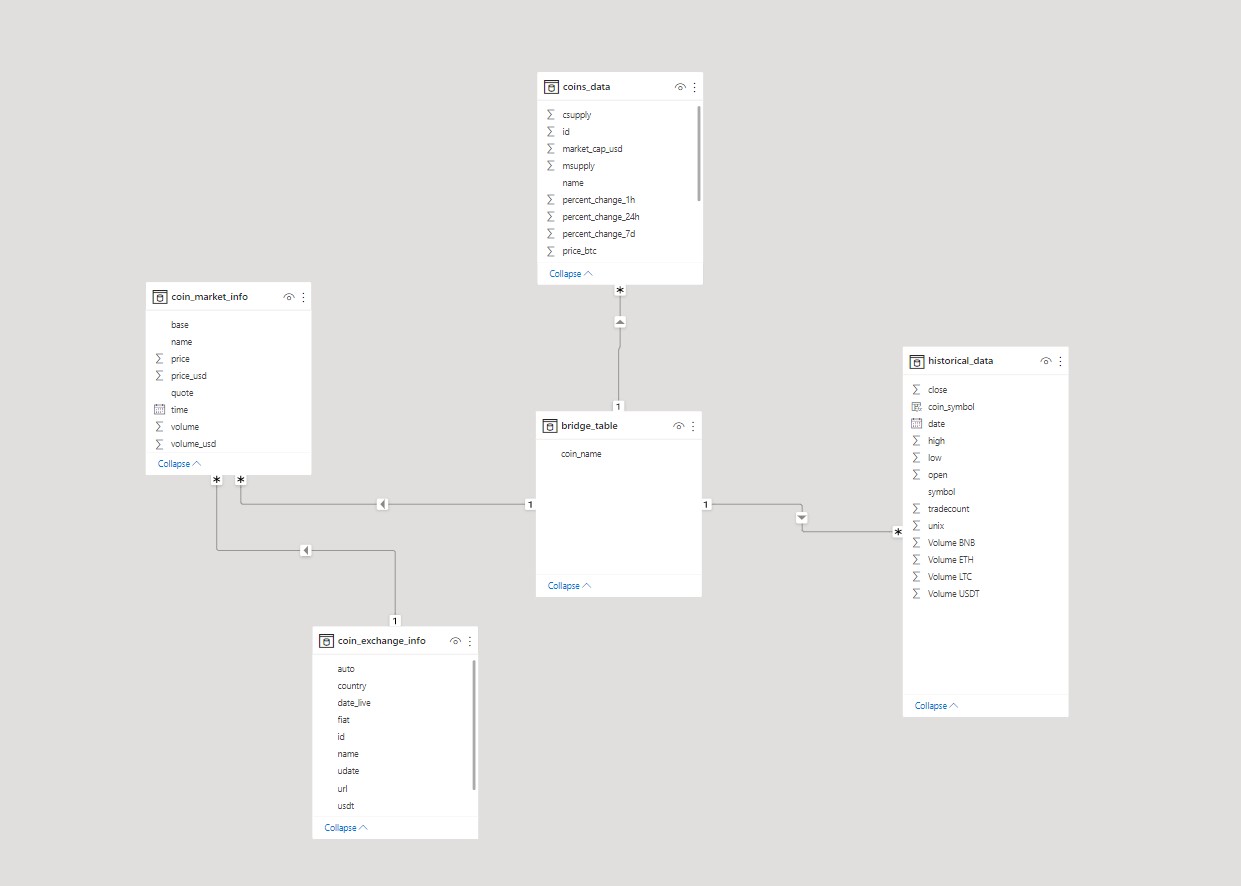 coins_data
csupply
id
market_cap_usd
msupply
name
percent_change_1h
percent_change_24h
percent_change_7d
price_btc
Collapse
*
1
coin_market_info
base
name
price
price_usd
quote
time
volume
volume_usd
Collapse
* *
bridge_table
coin_name
1
1
Collapse
historical_data
close
coin_symbol
date
high
low
open
symbol
tradecount
unix
Volume BNB
Volume ETH
Volume LTC
Volume USDT
*
Collapse
1
coin_exchange_info
auto
country
date_live
fiat
id
name
udate
url
usdt
Collapse